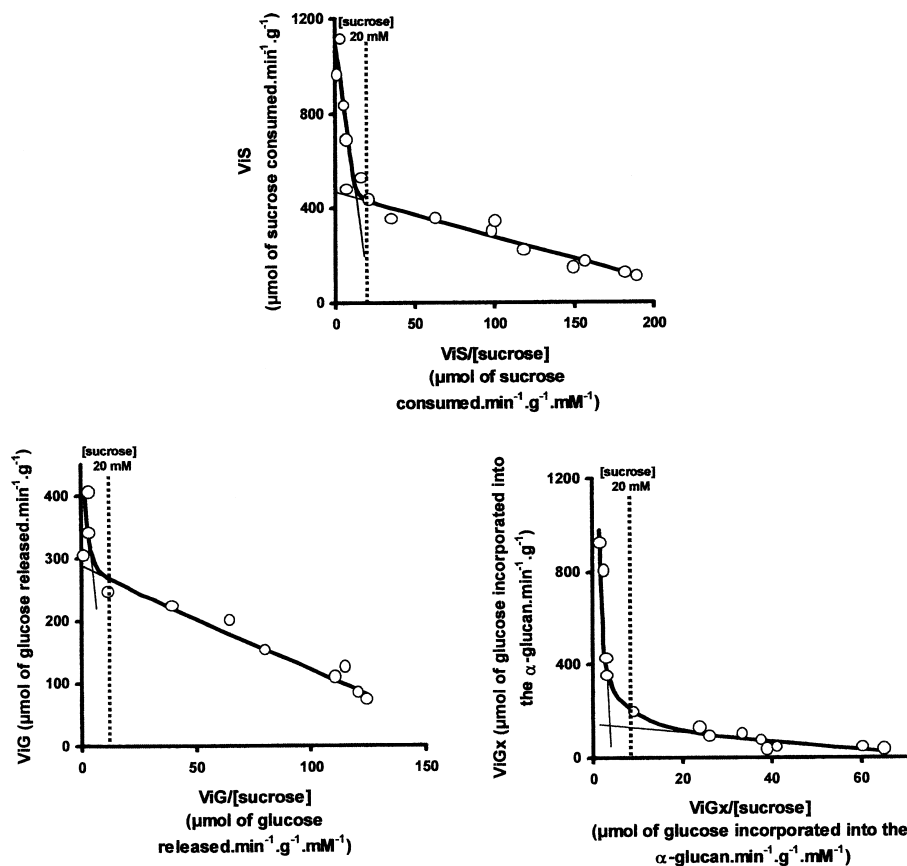 [sucrose]
20 mM
ViS
(µmol of sucrose consumed.min⁻¹.g⁻¹)
1200
800
400
0
0 50 100 150 200
ViS/[sucrose]
(µmol of sucrose
consumed.min⁻¹.g⁻¹.mM⁻¹)
[sucrose]
20 mM
ViG (µmol of glucose released.min⁻¹.g⁻¹)
400
300
200
100
0
0 50 100 150
ViG/[sucrose]
(µmol of glucose
released.min⁻¹.g⁻¹.mM⁻¹)
[sucrose]
20 mM
ViGx (µmol of glucose incorporated into
the α-glucan.min⁻¹.g⁻¹)
1200
800
400
0
0 20 40 60
ViGx/[sucrose]
(µmol of glucose incorporated into the
α-glucan.min⁻¹.g⁻¹.mM⁻¹)